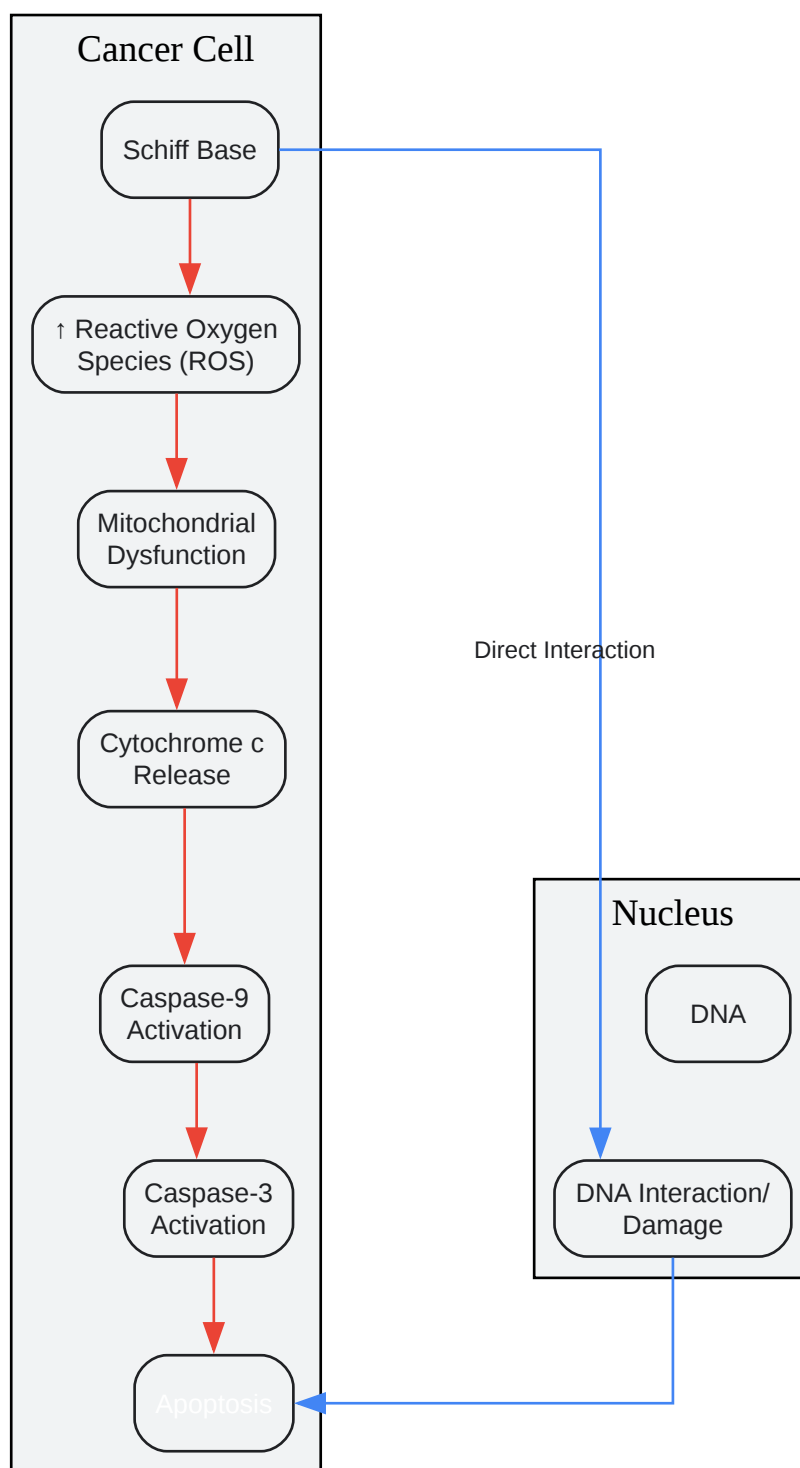 Cancer Cell
Schiff Base
↑ Reactive Oxygen
Species (ROS)
Mitochondrial
Dysfunction
Direct Interaction
Cytochrome c
Release
Nucleus
Caspase-9
Activation
DNA
Caspase-3
Activation
DNA Interaction/
Damage
Apoptosis